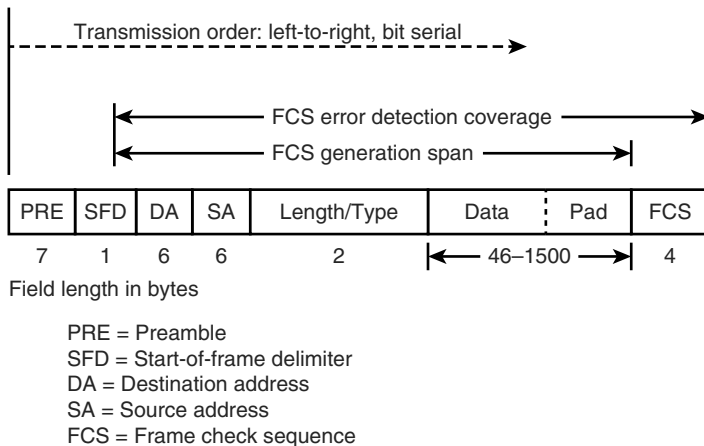 Transmission order: left-to-right, bit serial
FCS error detection coverage
FCS generation span
PRE SFD DA SA Length/Type Data Pad FCS
7 1 6 6 2 46–1500 4
Field length in bytes
PRE = Preamble
SFD = Start-of-frame delimiter
DA = Destination address
SA = Source address
FCS = Frame check sequence